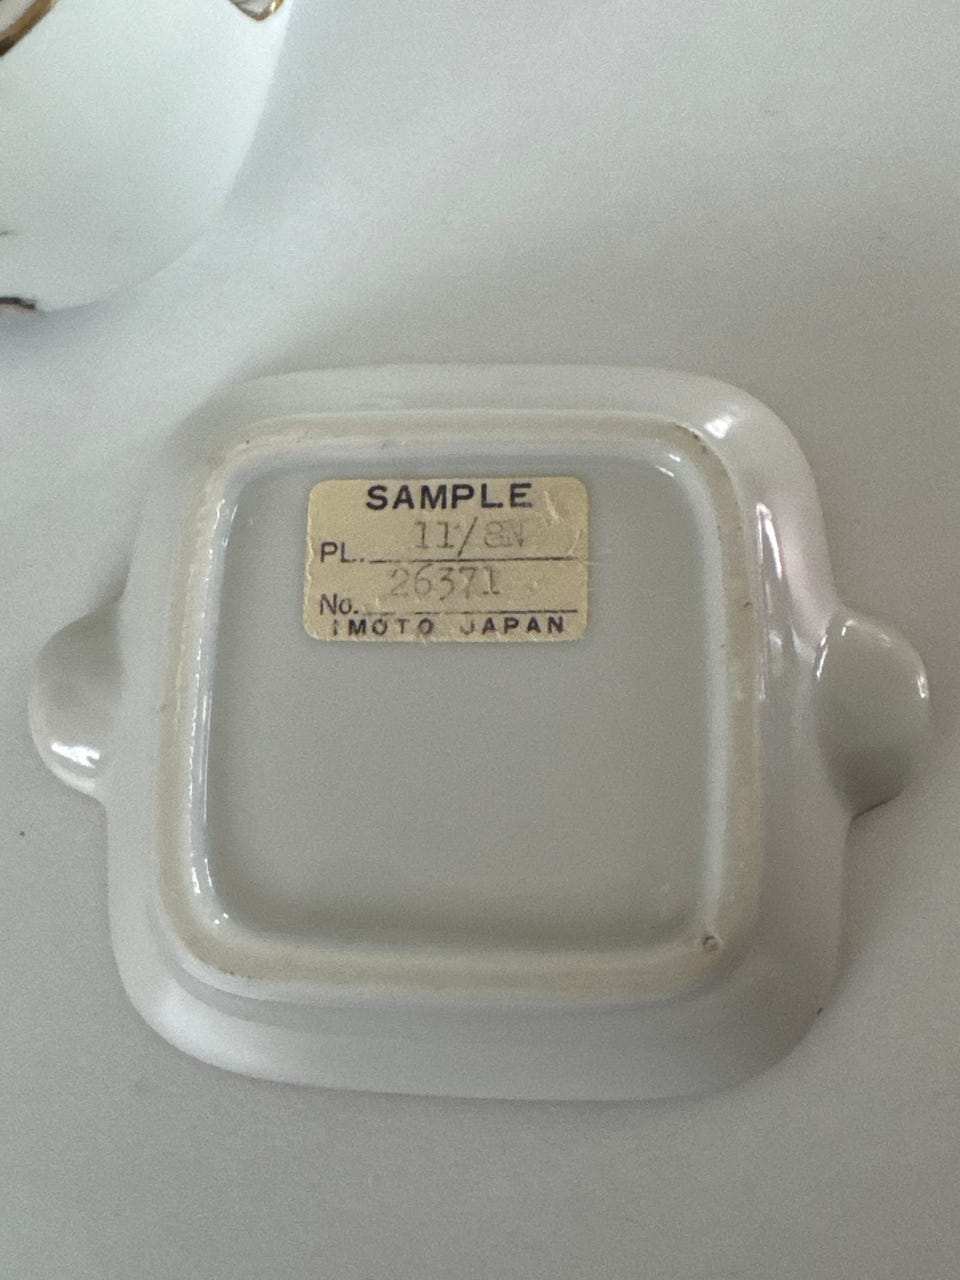 SAMPLE
PL. 11/8N
No. 26371
IMOTO JAPAN